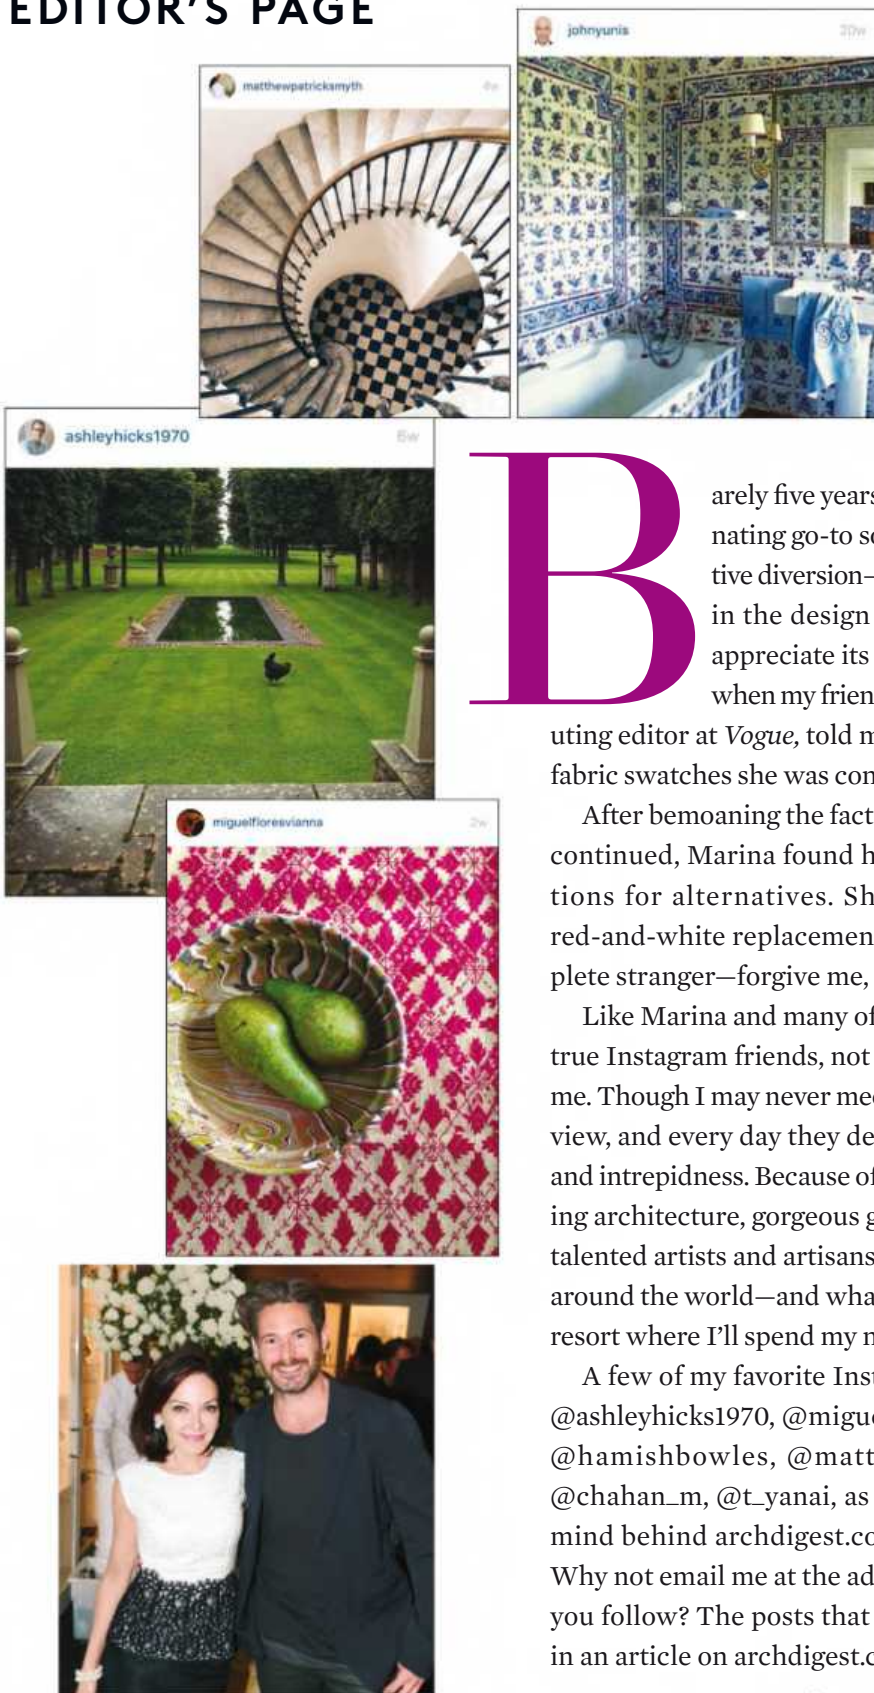 EDITOR'S PAGE
johnyunis 20w
matthewpatricksmyth
ashleyhicks1970 6w
Barely five years
nating go-to so
tive diversion—
in the design
appreciate its
when my frien
uting editor at Vogue, told m
fabric swatches she was con
After bemoaning the fact
continued, Marina found h
tions for alternatives. Sh
red-and-white replacemen
plete stranger—forgive me,
Like Marina and many of
true Instagram friends, not
me. Though I may never mee
view, and every day they de
and intrepidness. Because of
ing architecture, gorgeous g
talented artists and artisans
around the world—and wha
resort where I'll spend my n
A few of my favorite Inst
@ashleyhicks1970, @migue
@hamishbowles, @matt
@chahan_m, @t_yanai, as
mind behind archdigest.co
Why not email me at the ad
you follow? The posts that
in an article on archdigest.c
miguelfloresvianna 2w